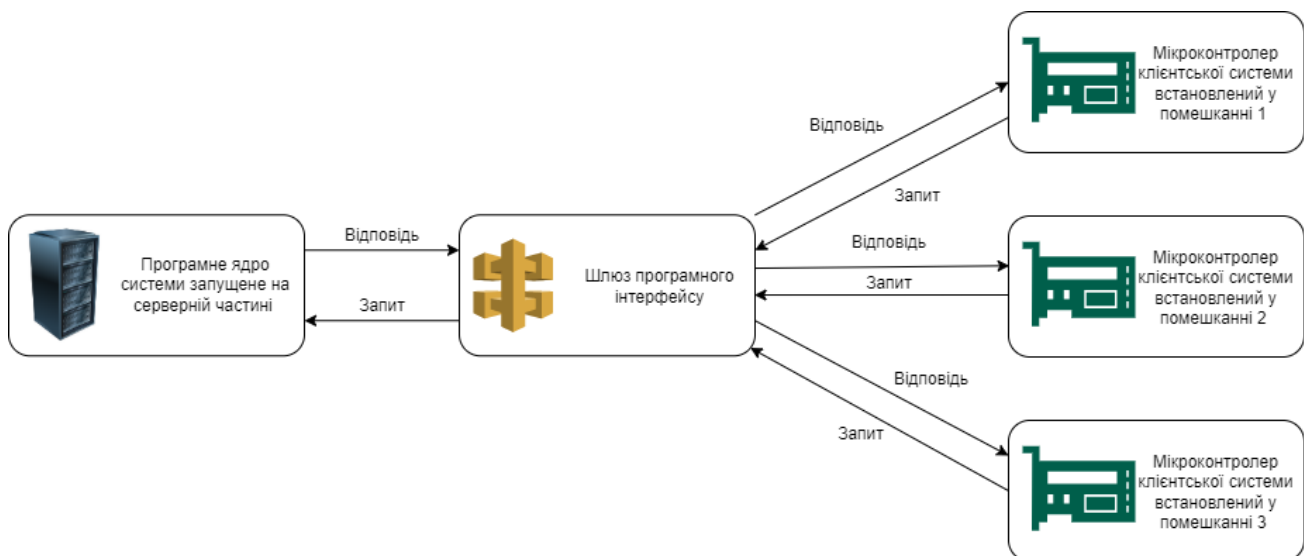 Мікроконтролер
клієнтської системи
встановлений у
помешканні 1
Відповідь
Запит
Програмне ядро
системи запущене на
серверній частині
Відповідь
Запит
Шлюз програмного
інтерфейсу
Відповідь
Запит
Мікроконтролер
клієнтської системи
встановлений у
помешканні 2
Відповідь
Запит
Мікроконтролер
клієнтської системи
встановлений у
помешканні 3